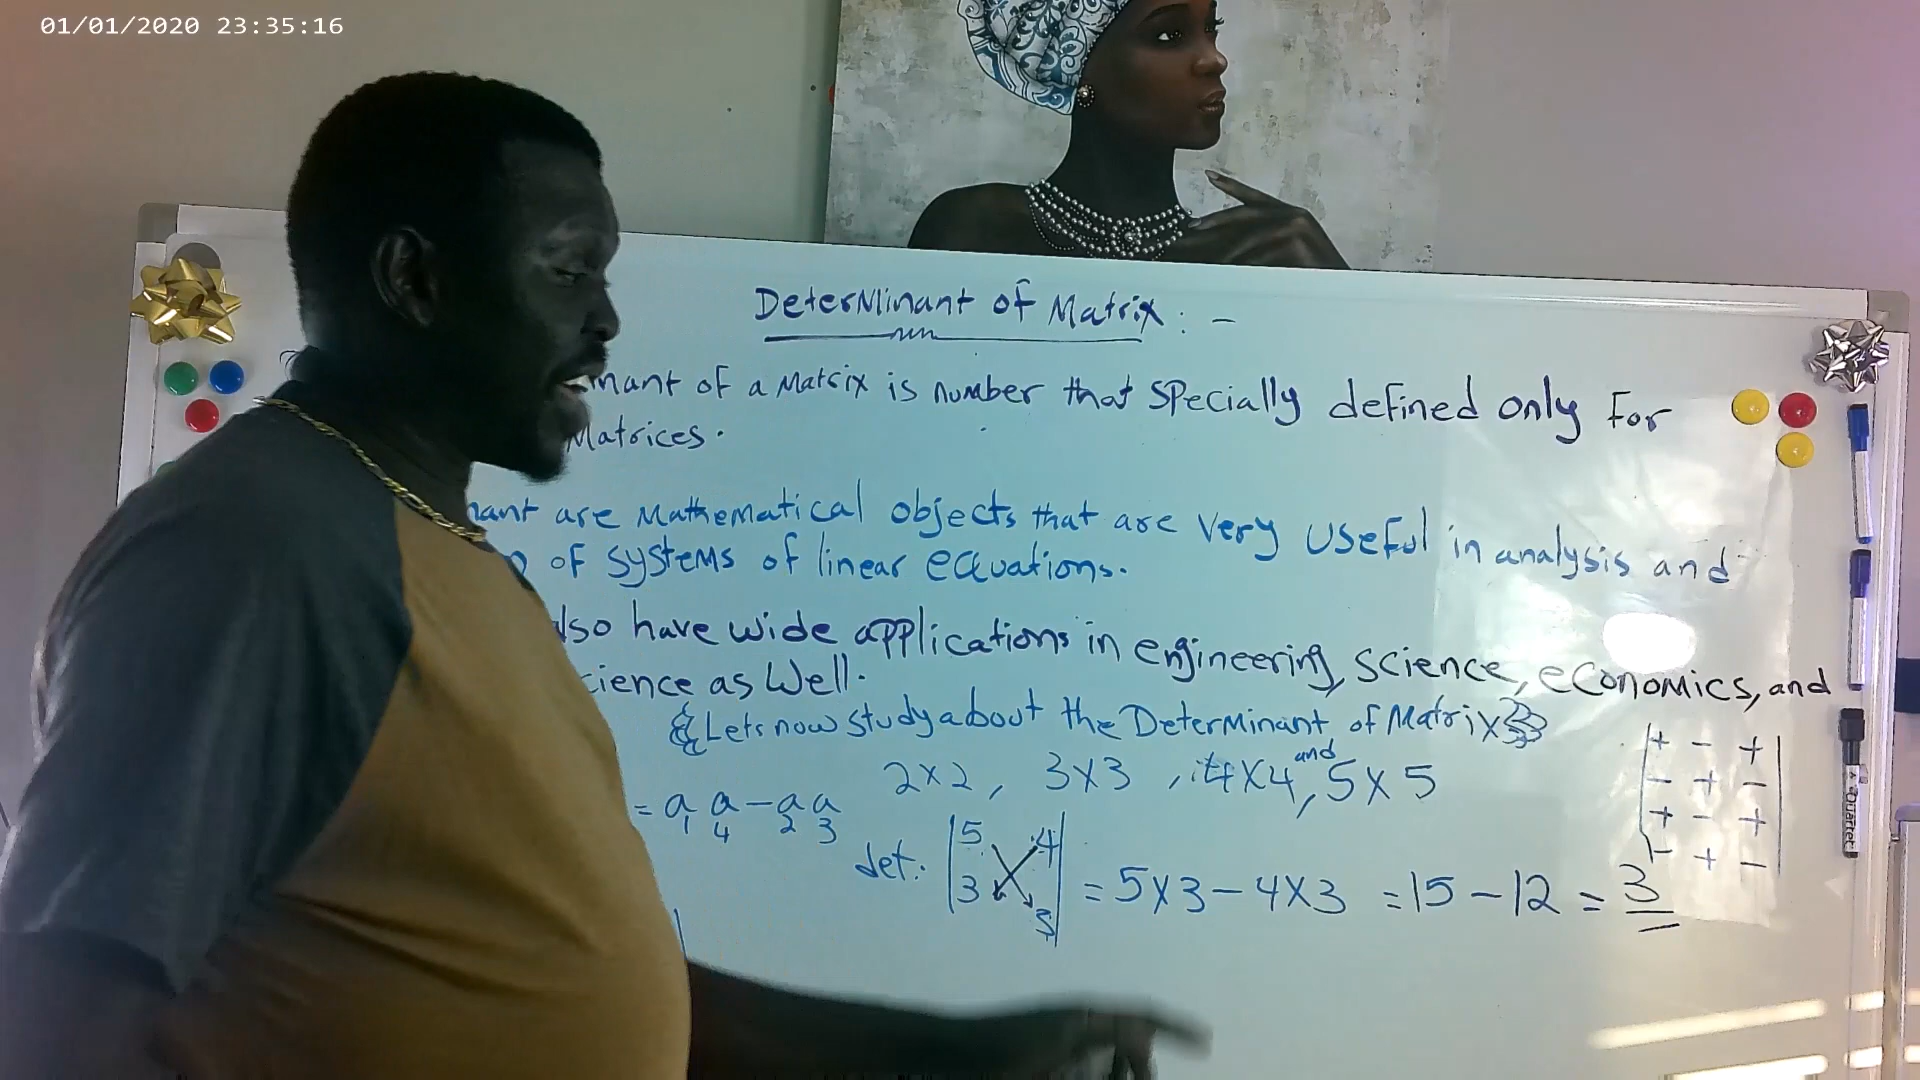 01/01/2020 23:35:16
Determinant of Matrix : -
nant of a Matrix is number that specially defined only for
Matrices.
nant are Mathematical objects that are very useful in analysis and
of systems of linear equations.
also have wide applications in engineering, science, economics, and
cience as well.
{{Lets now study about the Determinant of Matrix}}
2x2, 3x3, 4x4, and 5x5
= a₁ a₄ - a₂ a₃
det: |5 4|
|3 3| = 5x3 - 4x3 = 15 - 12 = 3
|+ - +|
|- + -|
|+ - +|
|- + -|
Quartet